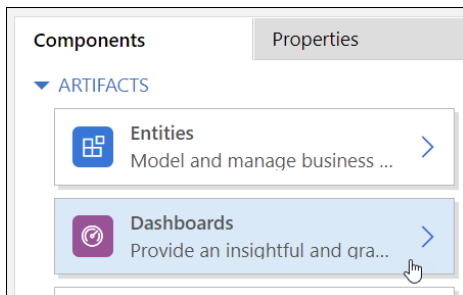 Components
Properties
ARTIFACTS
Entities
Model and manage business ...
Dashboards
Provide an insightful and gra...